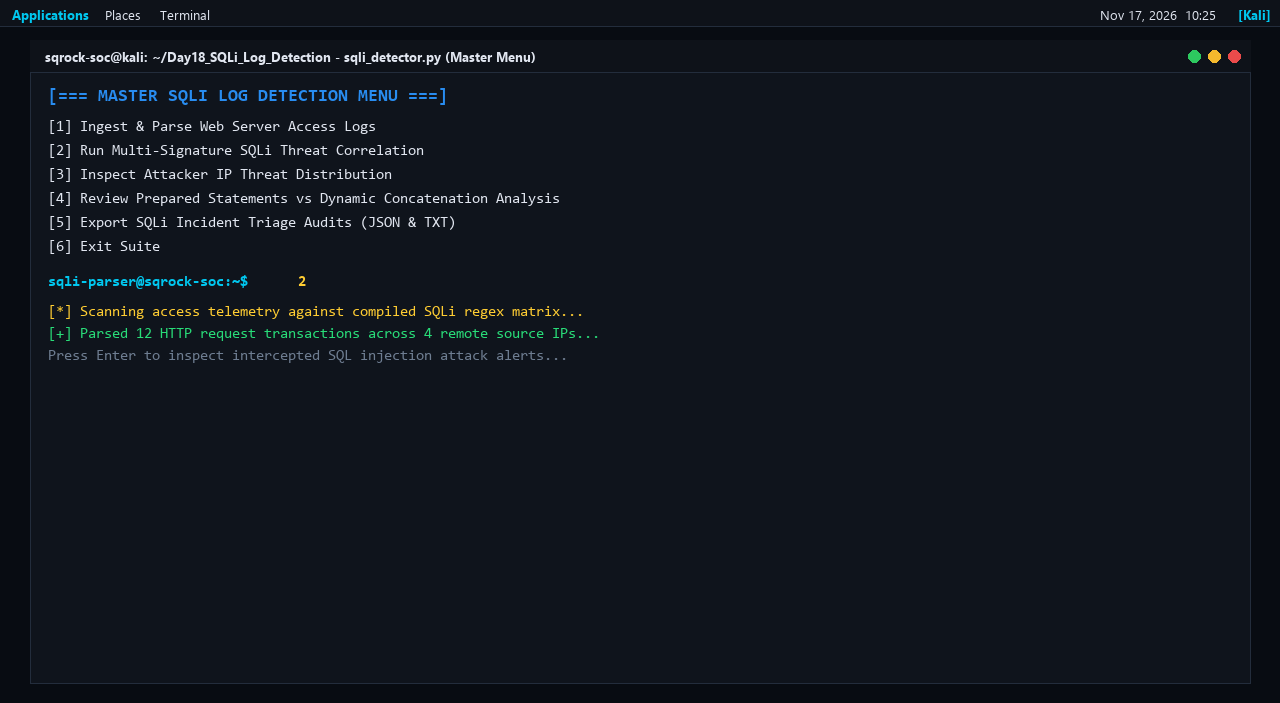 Applications Places Terminal Nov 17, 2026 10:25 [Kali]
sqrock-soc@kali: ~/Day18_SQLi_Log_Detection - sqli_detector.py (Master Menu)
[=== MASTER SQLI LOG DETECTION MENU ===]
[1] Ingest & Parse Web Server Access Logs
[2] Run Multi-Signature SQLi Threat Correlation
[3] Inspect Attacker IP Threat Distribution
[4] Review Prepared Statements vs Dynamic Concatenation Analysis
[5] Export SQLi Incident Triage Audits (JSON & TXT)
[6] Exit Suite
sqli-parser@sqrock-soc:~$ 2
[*] Scanning access telemetry against compiled SQLi regex matrix...
[+] Parsed 12 HTTP request transactions across 4 remote source IPs...
Press Enter to inspect intercepted SQL injection attack alerts...